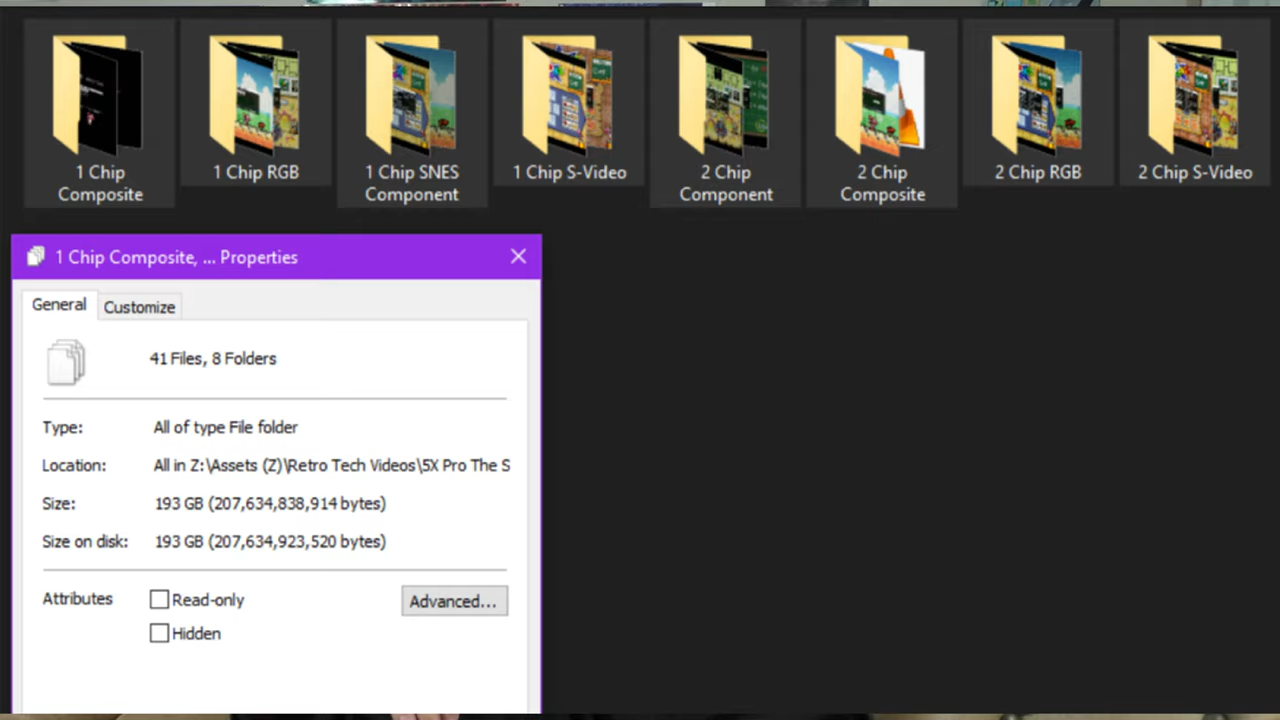 1 Chip
Composite
1 Chip RGB
1 Chip SNES
Component
1 Chip S-Video
2 Chip
Component
2 Chip
Composite
2 Chip RGB
2 Chip S-Video
1 Chip Composite, ... Properties
General
Customize
41 Files, 8 Folders
Type:
All of type File folder
Location:
All in Z:\Assets (Z)\Retro Tech Videos\5X Pro The S
Size:
193 GB (207,634,838,914 bytes)
Size on disk:
193 GB (207,634,923,520 bytes)
Attributes
Read-only
Advanced...
Hidden